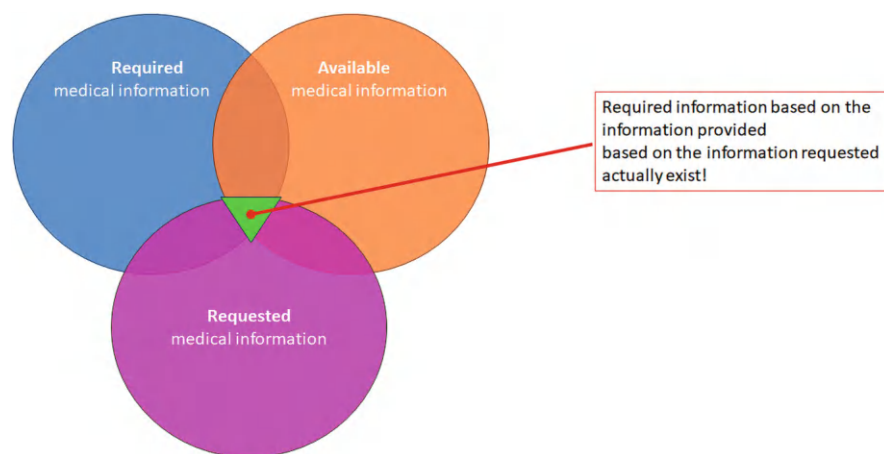 Required
medical information
Available
medical information
Required information based on the
information provided
based on the information requested
actually exist!
Requested
medical information